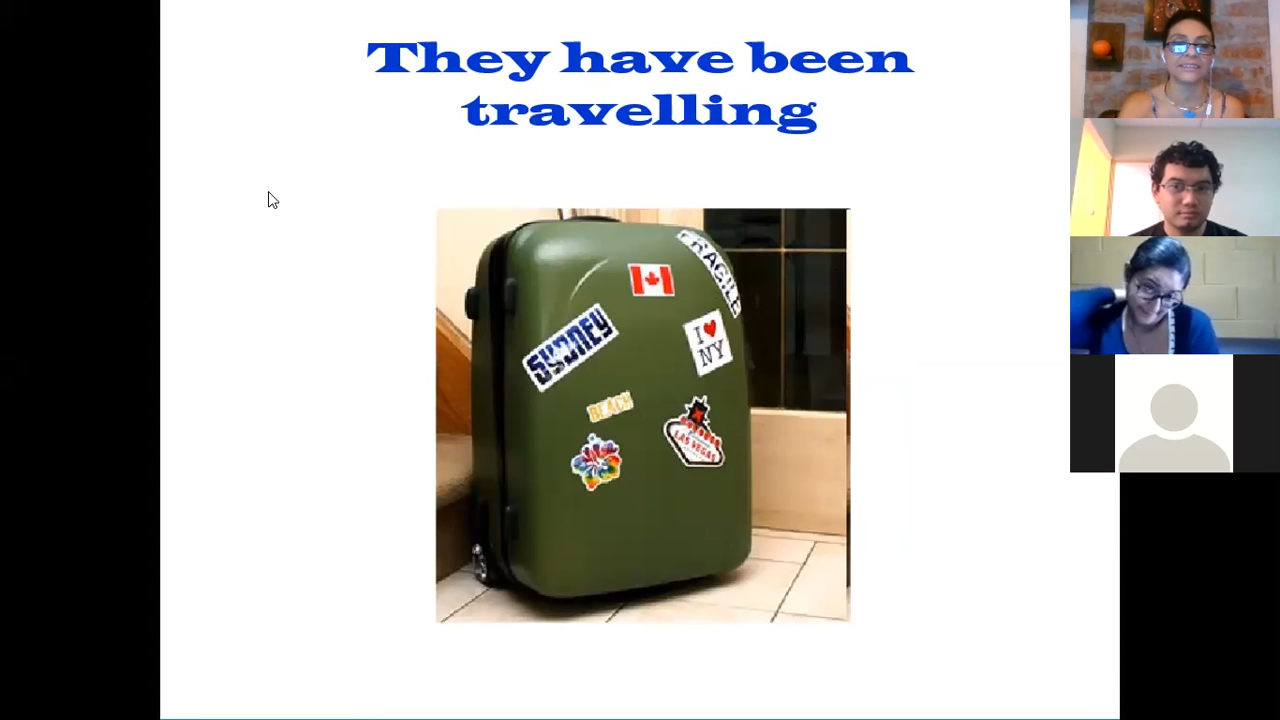 They have been
travelling
FRAGILE
SYDNEY
I ♥
NY
BEACH
LAS VEGAS